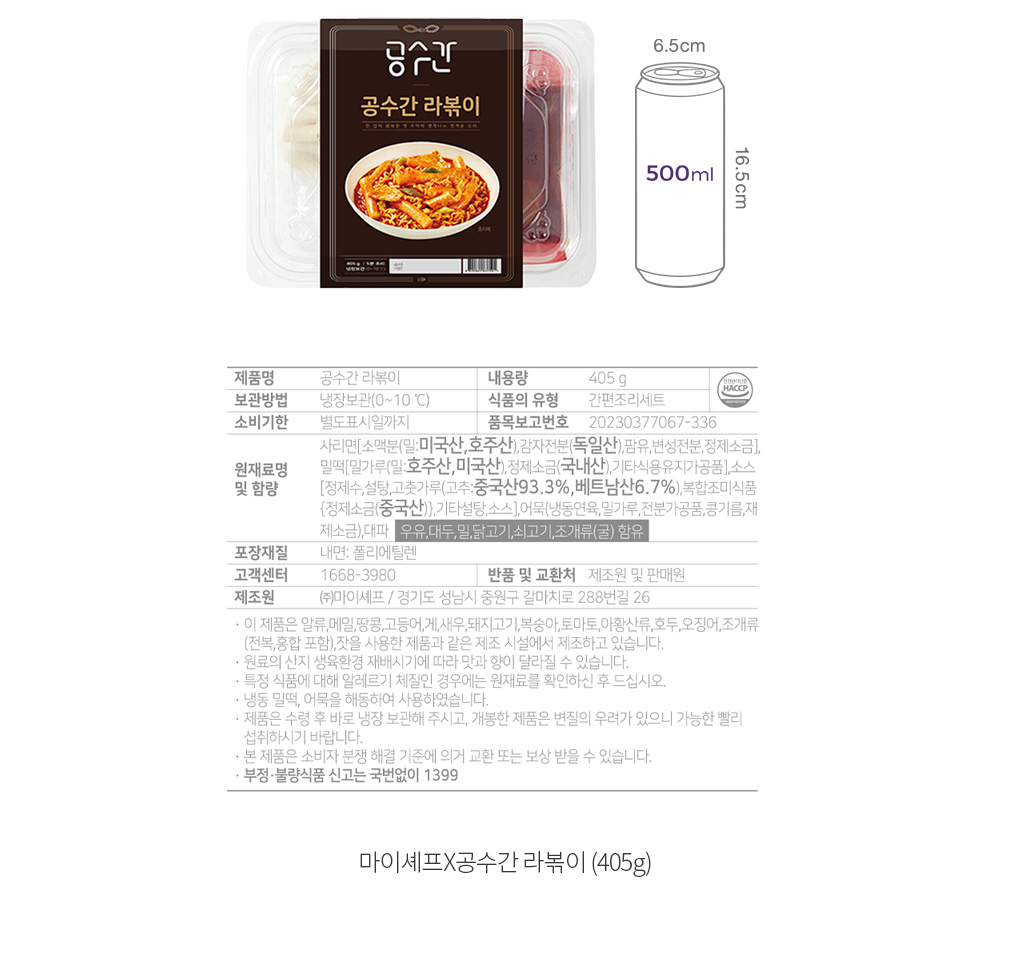 공수간
공수간 라볶이
조리예
405 g | 5분 조리
냉장보관 (0~10 ℃)
6.5cm
16.5cm
500ml
제품명 공수간 라볶이 내용량 405 g
보관방법 냉장보관(0~10 ℃) 식품의 유형 간편조리세트
HACCP
소비기한 별도표시일까지 품목보고번호 20230377067-336
원재료명 및 함량
사리면[소맥분(밀:미국산,호주산),감자전분(독일산),팜유,변성전분,정제소금],
밀떡[밀가루(밀:호주산,미국산),정제소금(국내산),기타식용유지가공품],소스
[정제수,설탕,고춧가루(고추:중국산93.3%,베트남산6.7%),복합조미식품
{정제소금(중국산)},기타설탕,소스],어묵(냉동연육,밀가루,전분가공품,콩기름,재
제소금),대파 우유,대두,밀,닭고기,쇠고기,조개류(굴) 함유
포장재질 내면: 폴리에틸렌
고객센터 1668-3980 반품 및 교환처 제조원 및 판매원
제조원 ㈜마이셰프 / 경기도 성남시 중원구 갈마치로 288번길 26
· 이 제품은 알류,메밀,땅콩,고등어,게,새우,돼지고기,복숭아,토마토,아황산류,호두,오징어,조개류
(전복,홍합 포함),잣을 사용한 제품과 같은 제조 시설에서 제조하고 있습니다.
· 원료의 산지 생육환경 재배시기에 따라 맛과 향이 달라질 수 있습니다.
· 특정 식품에 대해 알레르기 체질인 경우에는 원재료를 확인하신 후 드십시오.
· 냉동 밀떡, 어묵을 해동하여 사용하였습니다.
· 제품은 수령 후 바로 냉장 보관해 주시고, 개봉한 제품은 변질의 우려가 있으니 가능한 빨리
섭취하시기 바랍니다.
· 본 제품은 소비자 분쟁 해결 기준에 의거 교환 또는 보상 받을 수 있습니다.
· 부정·불량식품 신고는 국번없이 1399
마이셰프X공수간 라볶이 (405g)